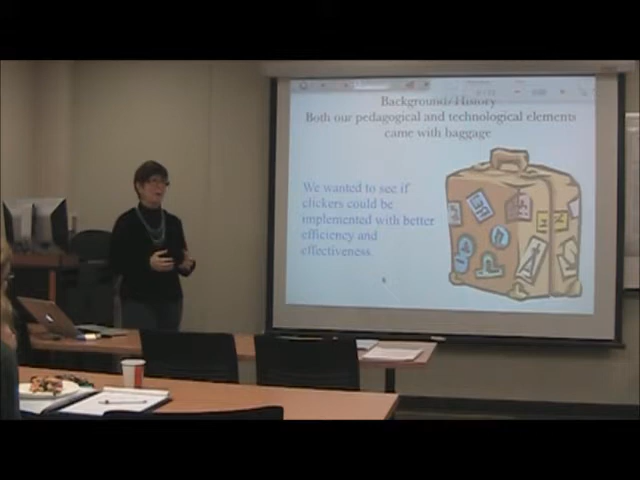 Background/History
Both our pedagogical and technological elements
came with baggage
We wanted to see if
clickers could be
implemented with better
efficiency and
effectiveness.